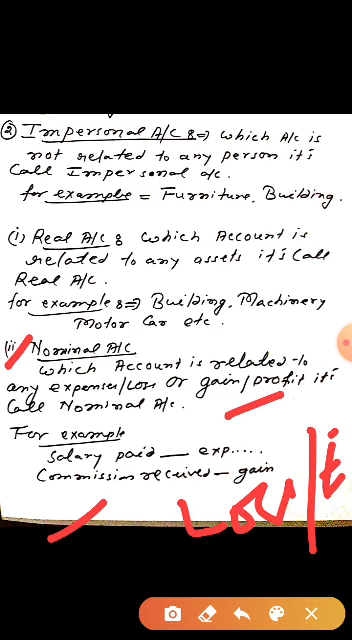 ② Impersonal A/C :⇒ which A/c is
not related to any person it's
call Impersonal a/c.
for example = Furniture, Building.
(i) Real A/C : which Account is
related to any assets it's call
Real A/C.
for example :⇒ Building, Machinery
Motor Car etc.
(ii) Nominal A/C
which Account is related to
any expenses/Loss or gain/profit it's
call Nominal A/C.
For example
Salary paid — exp.....
Commission received — gain